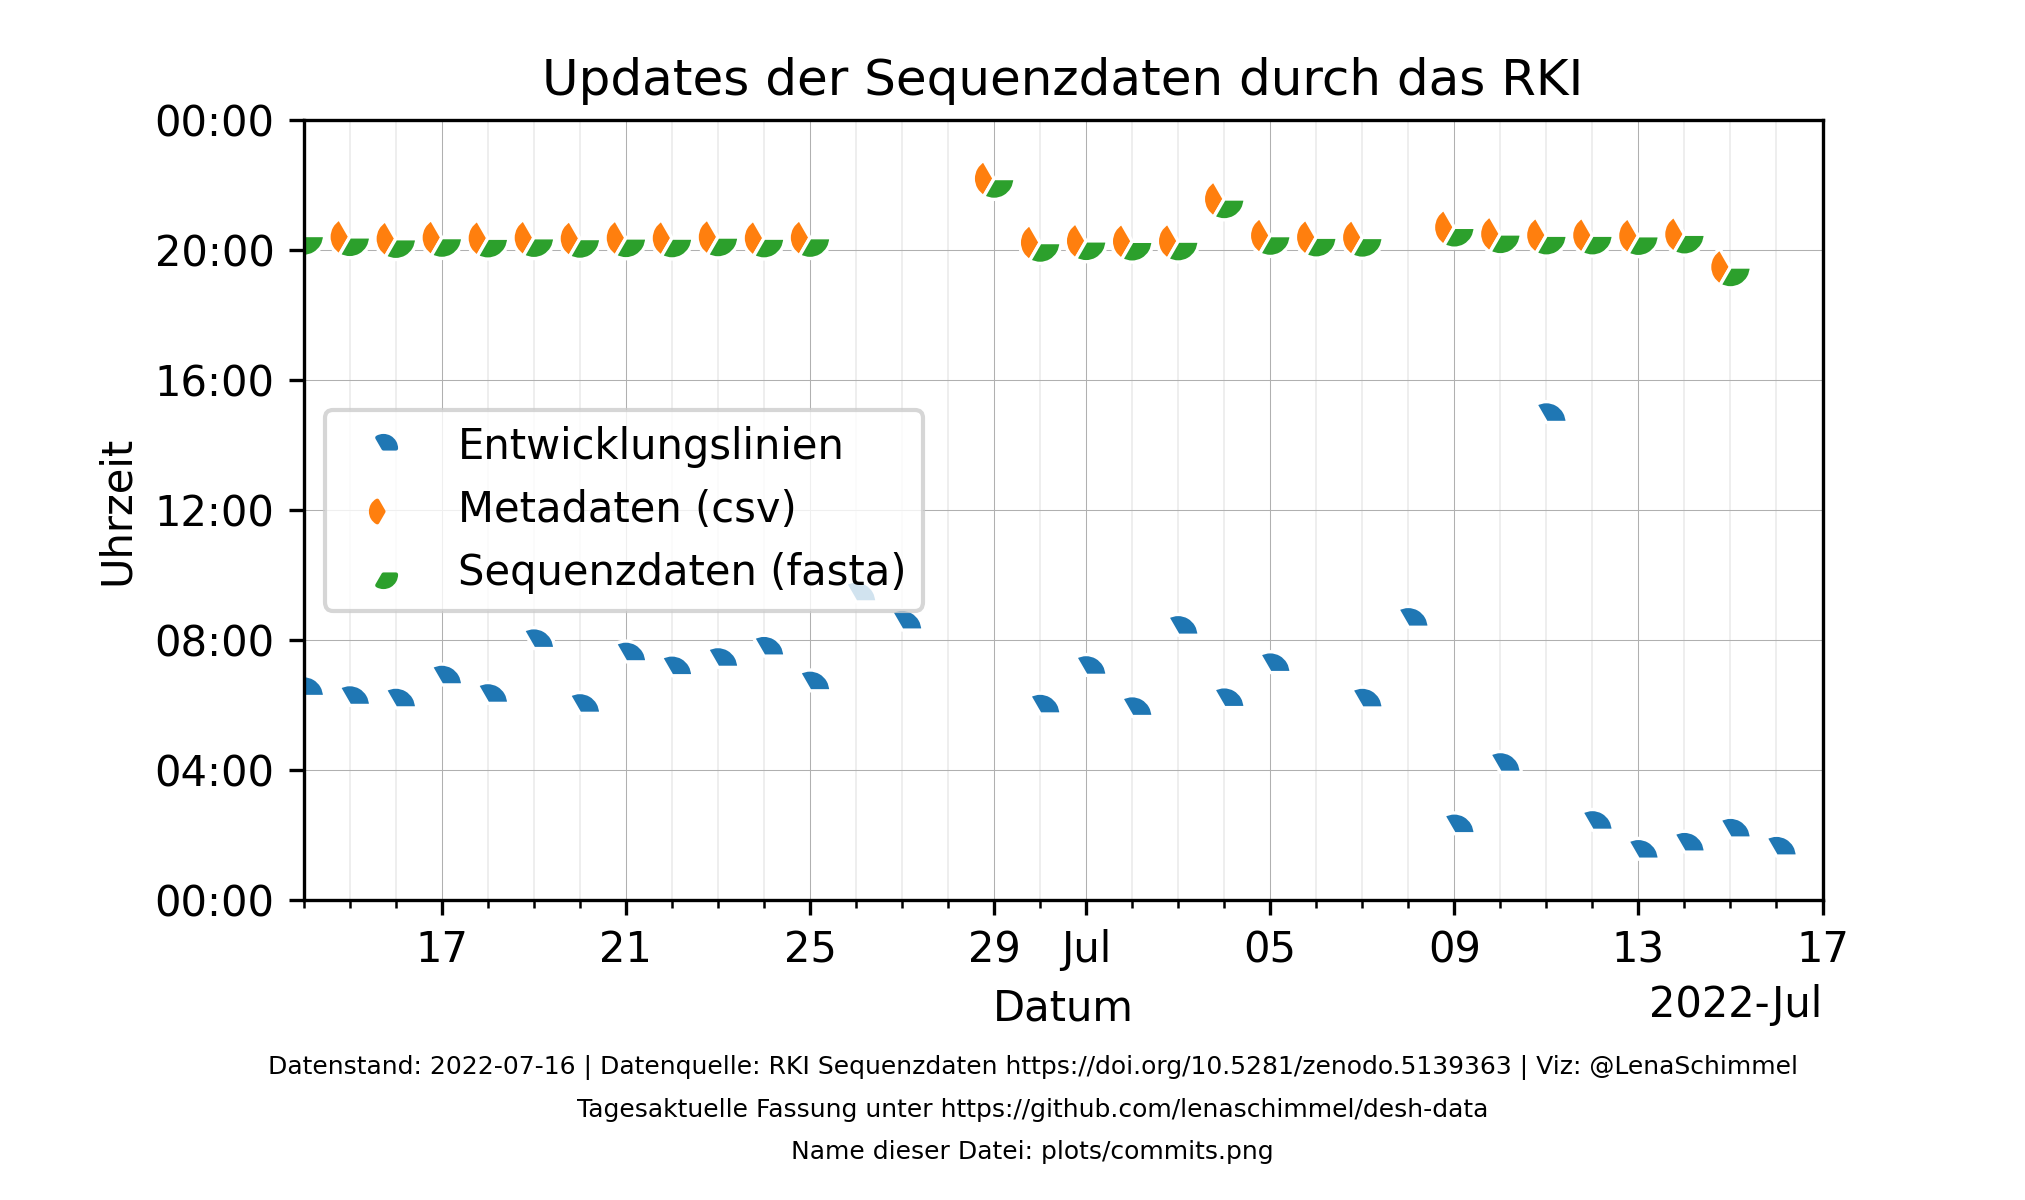 Updates der Sequenzdaten durch das RKI
00:00
20:00
16:00
12:00
08:00
04:00
00:00
Uhrzeit
Entwicklungslinien
Metadaten (csv)
Sequenzdaten (fasta)
17 21 25 29 Jul 05 09 13 17
Datum
2022-Jul
Datenstand: 2022-07-16 | Datenquelle: RKI Sequenzdaten https://doi.org/10.5281/zenodo.5139363 | Viz: @LenaSchimmel
Tagesaktuelle Fassung unter https://github.com/lenaschimmel/desh-data
Name dieser Datei: plots/commits.png